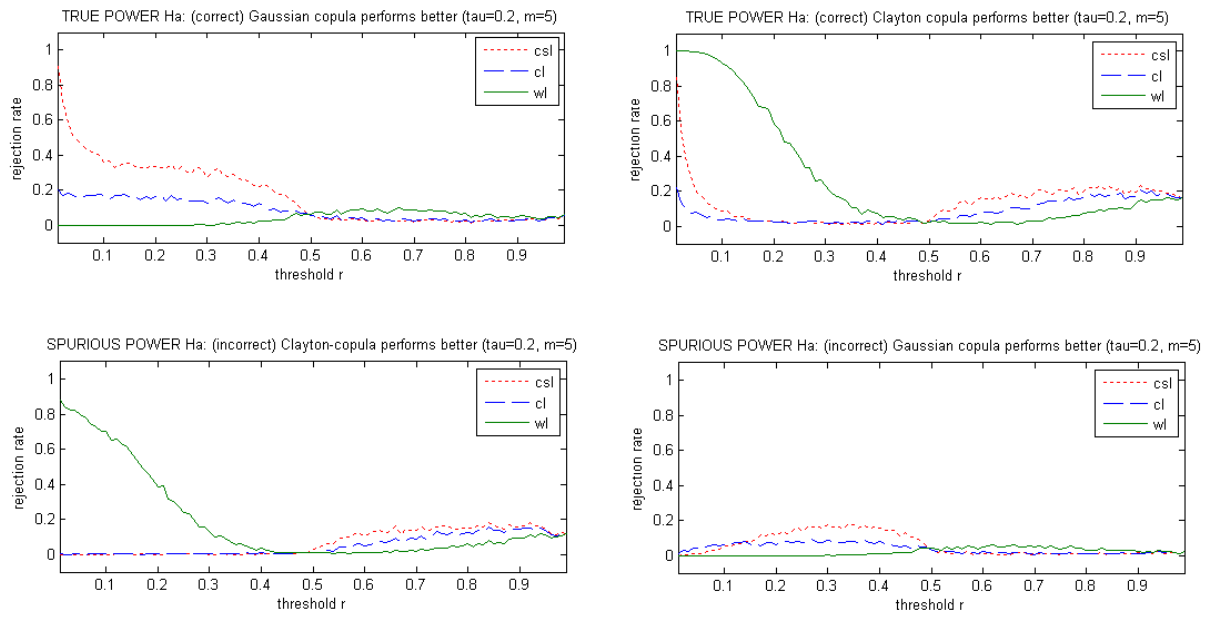 TRUE POWER Ha: (correct) Gaussian copula performs better (tau=0.2, m=5)
1
0.8
0.6
0.4
0.2
0
rejection rate
csl
cl
wl
0.1 0.2 0.3 0.4 0.5 0.6 0.7 0.8 0.9
threshold r
TRUE POWER Ha: (correct) Clayton copula performs better (tau=0.2, m=5)
1
0.8
0.6
0.4
0.2
0
rejection rate
csl
cl
wl
0.1 0.2 0.3 0.4 0.5 0.6 0.7 0.8 0.9
threshold r
SPURIOUS POWER Ha: (incorrect) Clayton-copula performs better (tau=0.2, m=5)
1
0.8
0.6
0.4
0.2
0
rejection rate
csl
cl
wl
0.1 0.2 0.3 0.4 0.5 0.6 0.7 0.8 0.9
threshold r
SPURIOUS POWER Ha: (incorrect) Gaussian copula performs better (tau=0.2, m=5)
1
0.8
0.6
0.4
0.2
0
rejection rate
csl
cl
wl
0.1 0.2 0.3 0.4 0.5 0.6 0.7 0.8 0.9
threshold r